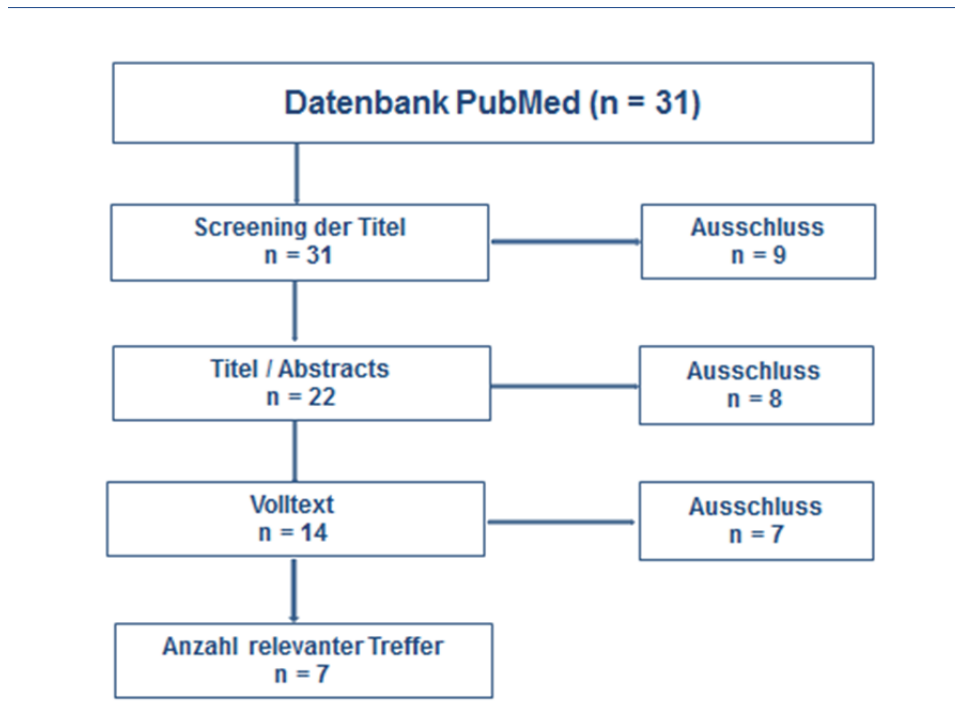 Datenbank PubMed (n = 31)
Screening der Titel
n = 31
Ausschluss
n = 9
Titel / Abstracts
n = 22
Ausschluss
n = 8
Volltext
n = 14
Ausschluss
n = 7
Anzahl relevanter Treffer
n = 7